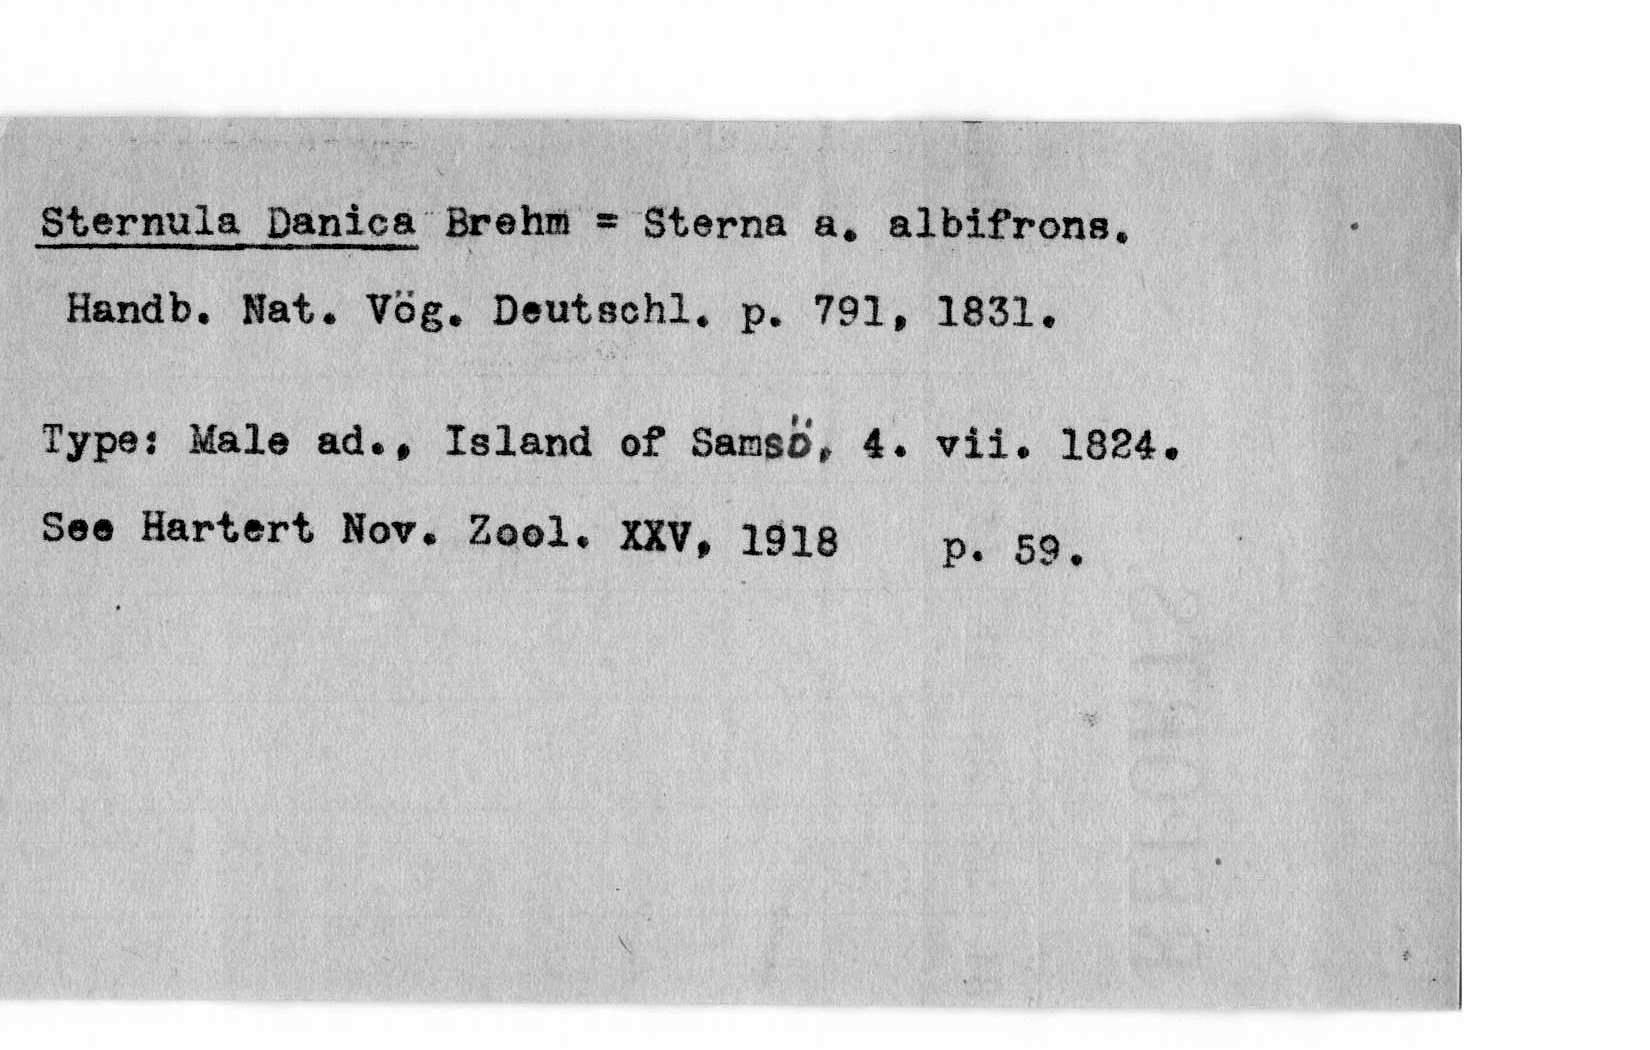 Sternula Danica Brehm = Sterna a. albifrons.
Handb. Nat. Vög. Deutschl. p. 791, 1831.
Type: Male ad., Island of Samsö, 4. vii. 1824.
See Hartert Nov. Zool. XXV, 1918 p. 59.